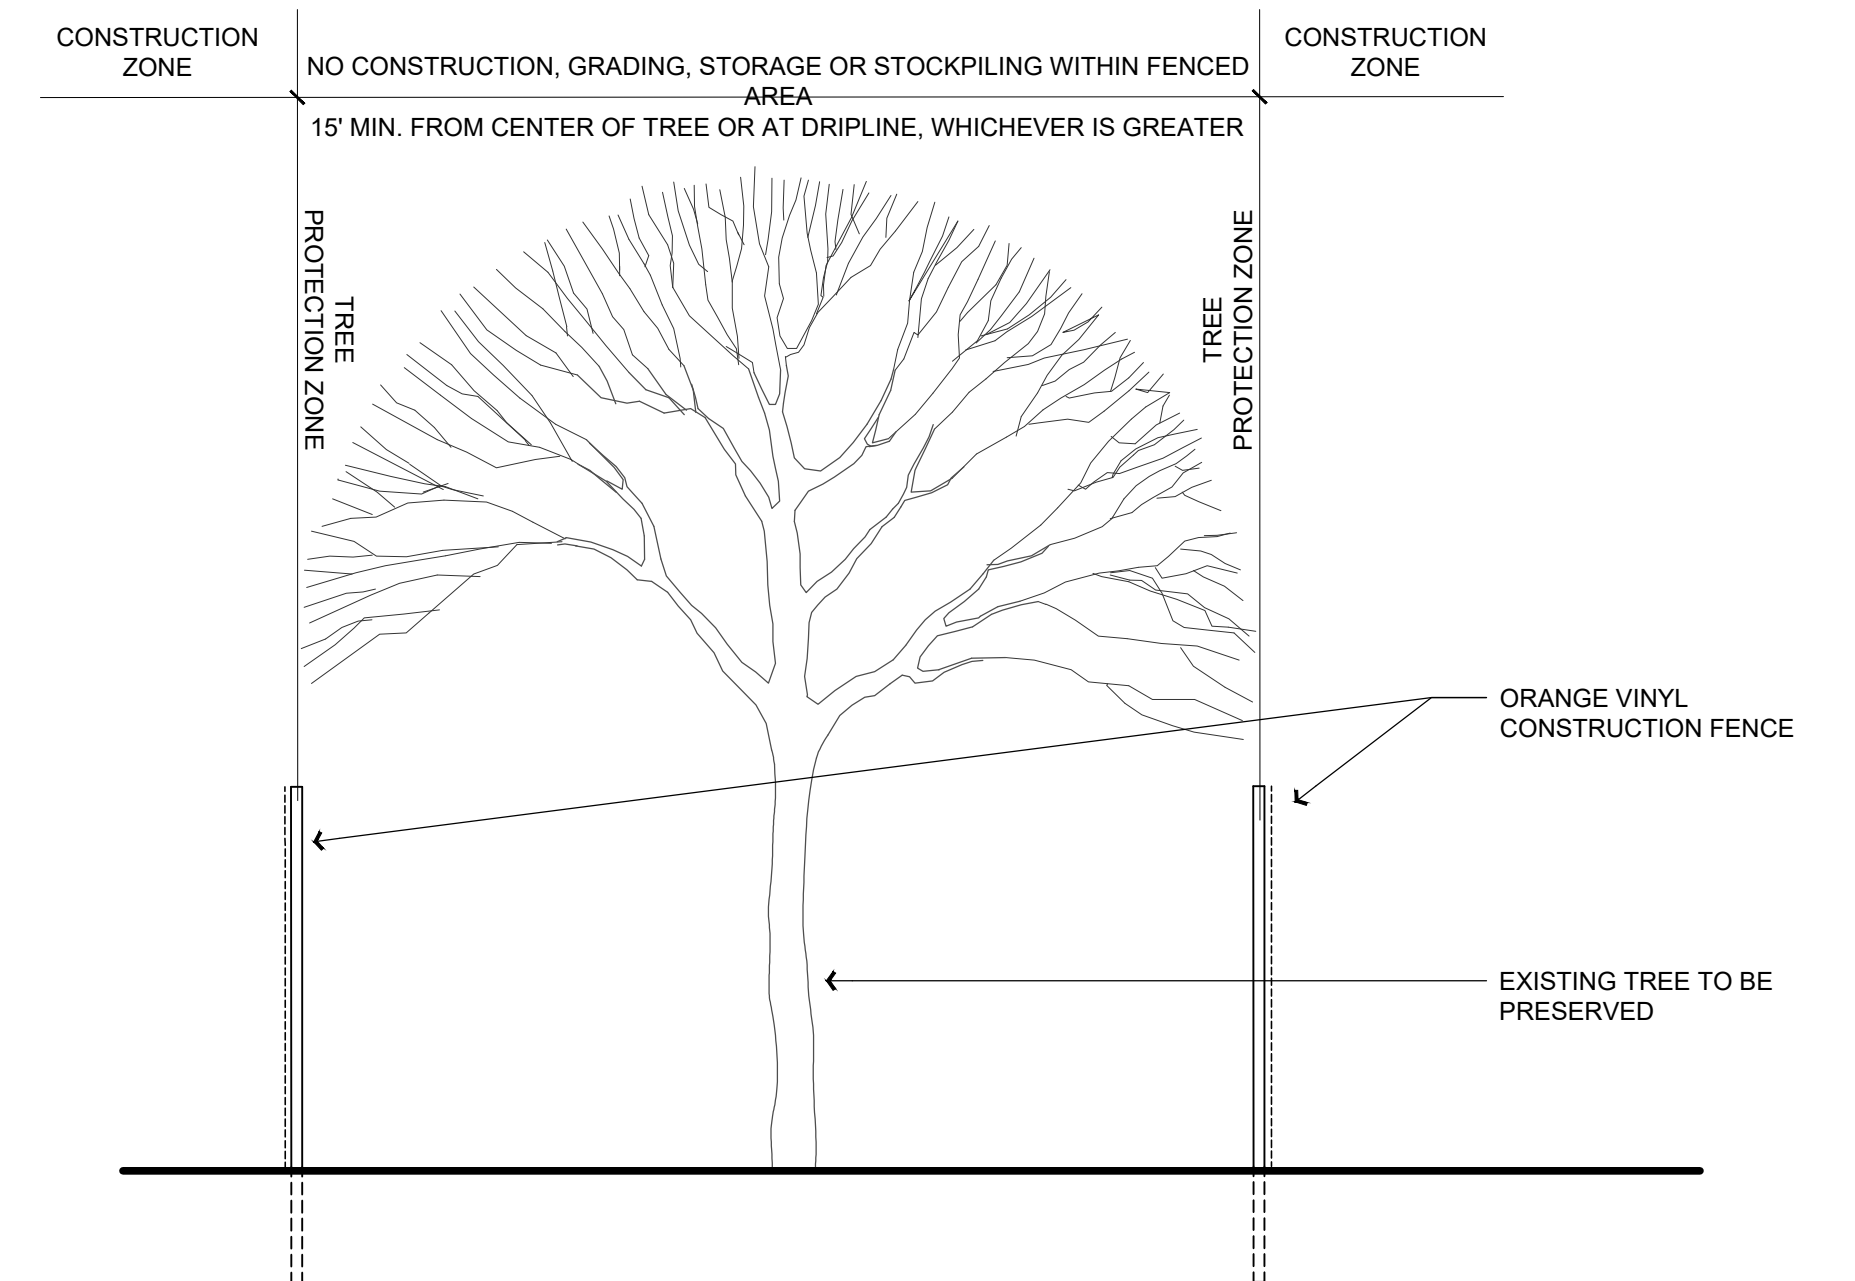 CONSTRUCTION
ZONE
NO CONSTRUCTION, GRADING, STORAGE OR STOCKPILING WITHIN FENCED
AREA
15' MIN. FROM CENTER OF TREE OR AT DRIPLINE, WHICHEVER IS GREATER
CONSTRUCTION
ZONE
TREE
PROTECTION ZONE
TREE
PROTECTION ZONE
ORANGE VINYL
CONSTRUCTION FENCE
EXISTING TREE TO BE
PRESERVED